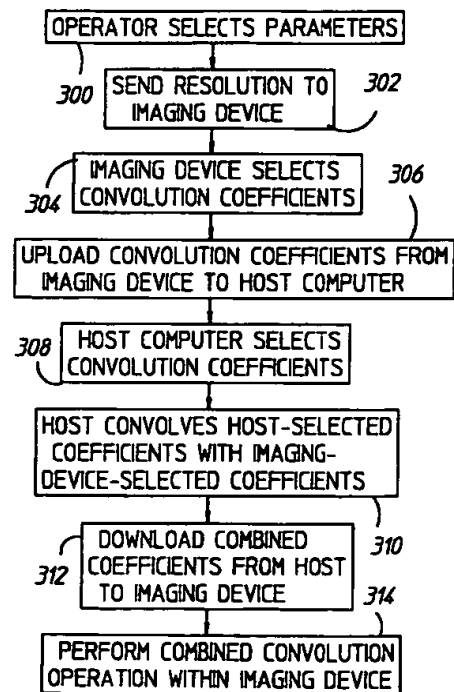 OPERATOR SELECTS PARAMETERS
300
302
SEND RESOLUTION TO
IMAGING DEVICE
304
IMAGING DEVICE SELECTS
CONVOLUTION COEFFICIENTS
306
UPLOAD CONVOLUTION COEFFICIENTS FROM
IMAGING DEVICE TO HOST COMPUTER
308
HOST COMPUTER SELECTS
CONVOLUTION COEFFICIENTS
HOST CONVOLVES HOST-SELECTED
COEFFICIENTS WITH IMAGING-
DEVICE-SELECTED COEFFICIENTS
310
312
DOWNLOAD COMBINED
COEFFICIENTS FROM HOST
TO IMAGING DEVICE
314
PERFORM COMBINED CONVOLUTION
OPERATION WITHIN IMAGING DEVICE